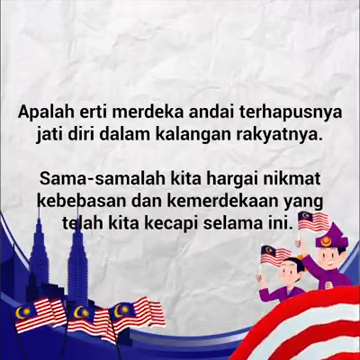 Apalah erti merdeka andai terhapusnya
jati diri dalam kalangan rakyatnya.
Sama-samalah kita hargai nikmat
kebebasan dan kemerdekaan yang
telah kita kecapi selama ini.